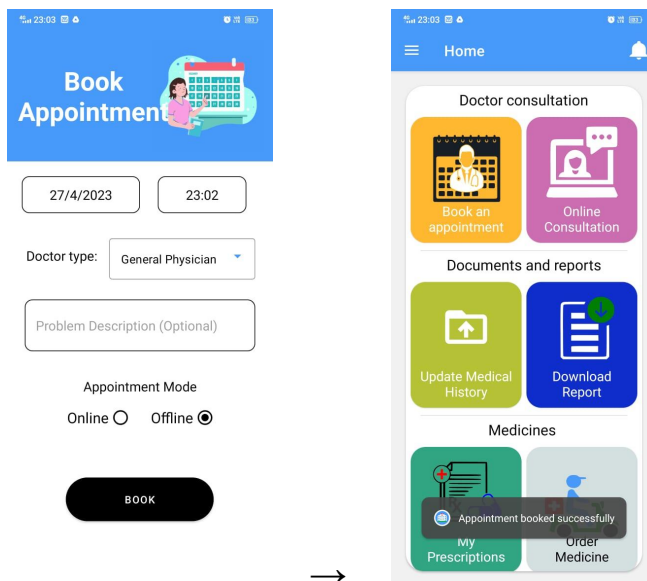 23:03
Book
Appointment
27/4/2023
23:02
Doctor type:
General Physician
Problem Description (Optional)
Appointment Mode
Online
Offline
BOOK
→
23:03
Home
Doctor consultation
Book an
appointment
Online
Consultation
Documents and reports
Update Medical
History
Download
Report
Medicines
Appointment booked successfully
My
Prescriptions
Order
Medicine